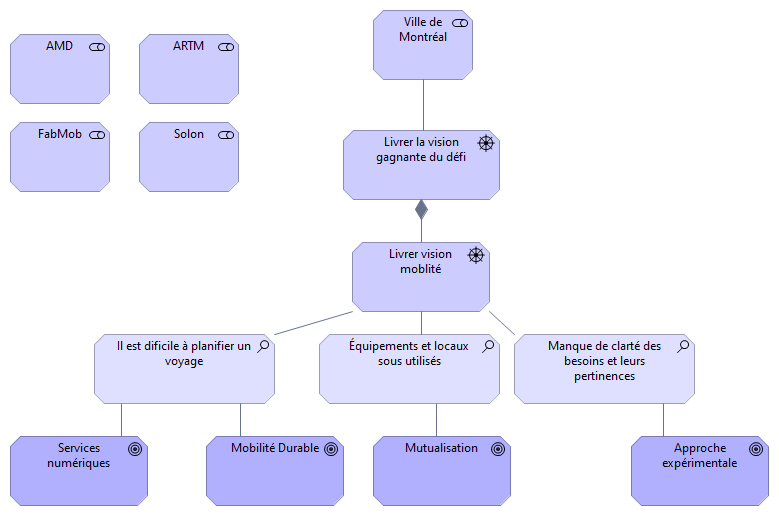 AMD
ARTM
Ville de
Montréal
FabMob
Solon
Livrer la vision
gagnante du défi
Livrer vision
moblité
Il est dificile à planifier un
voyage
Équipements et locaux
sous utilisés
Manque de clarté des
besoins et leurs
pertinences
Services
numériques
Mobilité Durable
Mutualisation
Approche
expérimentale